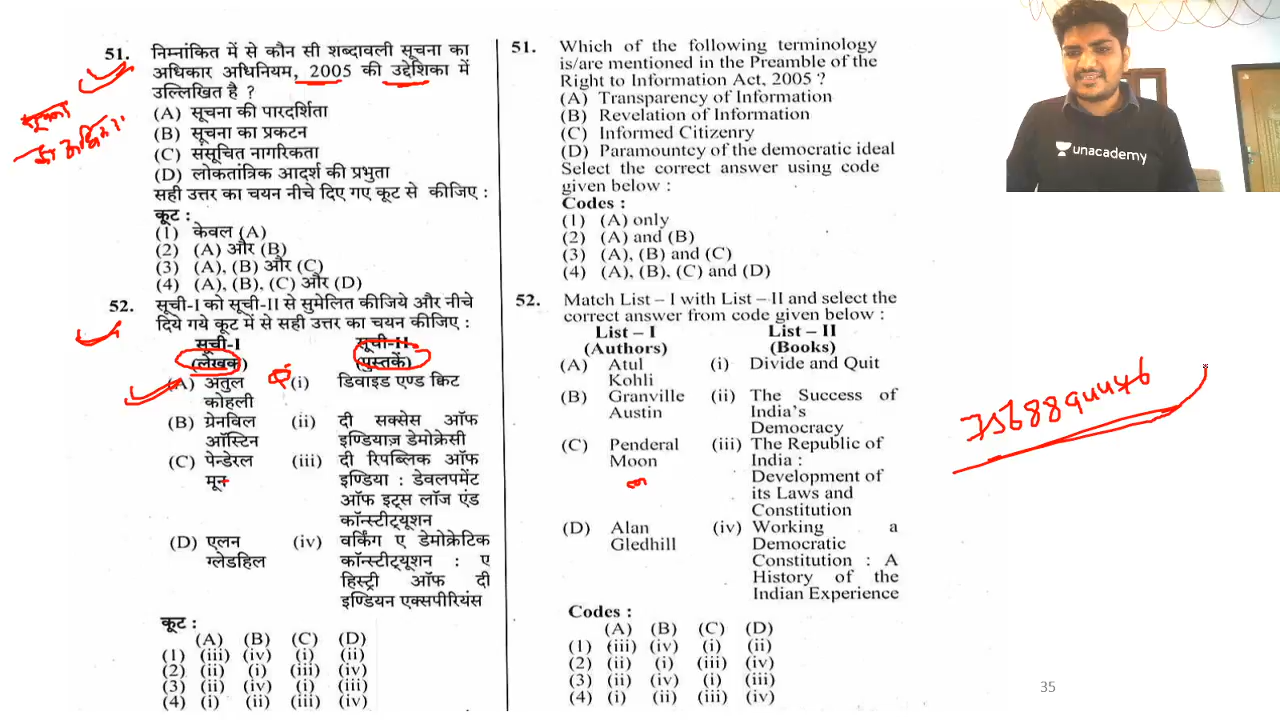 51. निम्नांकित में से कौन सी शब्दावली सूचना का
अधिकार अधिनियम, 2005 की उद्देशिका में
उल्लिखित है ?
(A) सूचना की पारदर्शिता
(B) सूचना का प्रकटन
(C) संसूचित नागरिकता
(D) लोकतांत्रिक आदर्श की प्रभुता
सही उत्तर का चयन नीचे दिए गए कूट से कीजिए :
कूट :
(1) केवल (A)
(2) (A) और (B)
(3) (A), (B) और (C)
(4) (A), (B), (C) और (D)
52. सूची-I को सूची-II से सुमेलित कीजिये और नीचे
दिये गये कूट में से सही उत्तर का चयन कीजिए :
सूची-I सूची-II
(लेखक) (पुस्तकें)
(A) अतुल (i) डिवाइड एण्ड क्विट
कोहली
(B) ग्रेनविल (ii) दी सक्सेस ऑफ
ऑस्टिन इण्डियाज़ डेमोक्रेसी
(C) पेन्डेरल (iii) दी रिपब्लिक ऑफ
मून इण्डिया : डेवलपमेंट
ऑफ इट्स लॉज एंड
कॉन्स्टीट्यूशन
(D) एलन (iv) वर्किंग ए डेमोक्रेटिक
ग्लेडहिल कॉन्स्टीट्यूशन : ए
हिस्ट्री ऑफ दी
इण्डियन एक्सपीरियंस
कूट :
(A) (B) (C) (D)
(1) (iii) (iv) (i) (ii)
(2) (ii) (i) (iii) (iv)
(3) (ii) (iv) (i) (iii)
(4) (i) (ii) (iii) (iv)
51. Which of the following terminology
is/are mentioned in the Preamble of the
Right to Information Act, 2005 ?
(A) Transparency of Information
(B) Revelation of Information
(C) Informed Citizenry
(D) Paramountcy of the democratic ideal
Select the correct answer using code
given below :
Codes :
(1) (A) only
(2) (A) and (B)
(3) (A), (B) and (C)
(4) (A), (B), (C) and (D)
52. Match List – I with List – II and select the
correct answer from code given below :
List – I List – II
(Authors) (Books)
(A) Atul (i) Divide and Quit
Kohli
(B) Granville (ii) The Success of
Austin India's
Democracy
(C) Penderal (iii) The Republic of
Moon India :
Development of
its Laws and
Constitution
(D) Alan (iv) Working a
Gledhill Democratic
Constitution : A
History of the
Indian Experience
Codes :
(A) (B) (C) (D)
(1) (iii) (iv) (i) (ii)
(2) (ii) (i) (iii) (iv)
(3) (ii) (iv) (i) (iii)
(4) (i) (ii) (iii) (iv)
unacademy
35